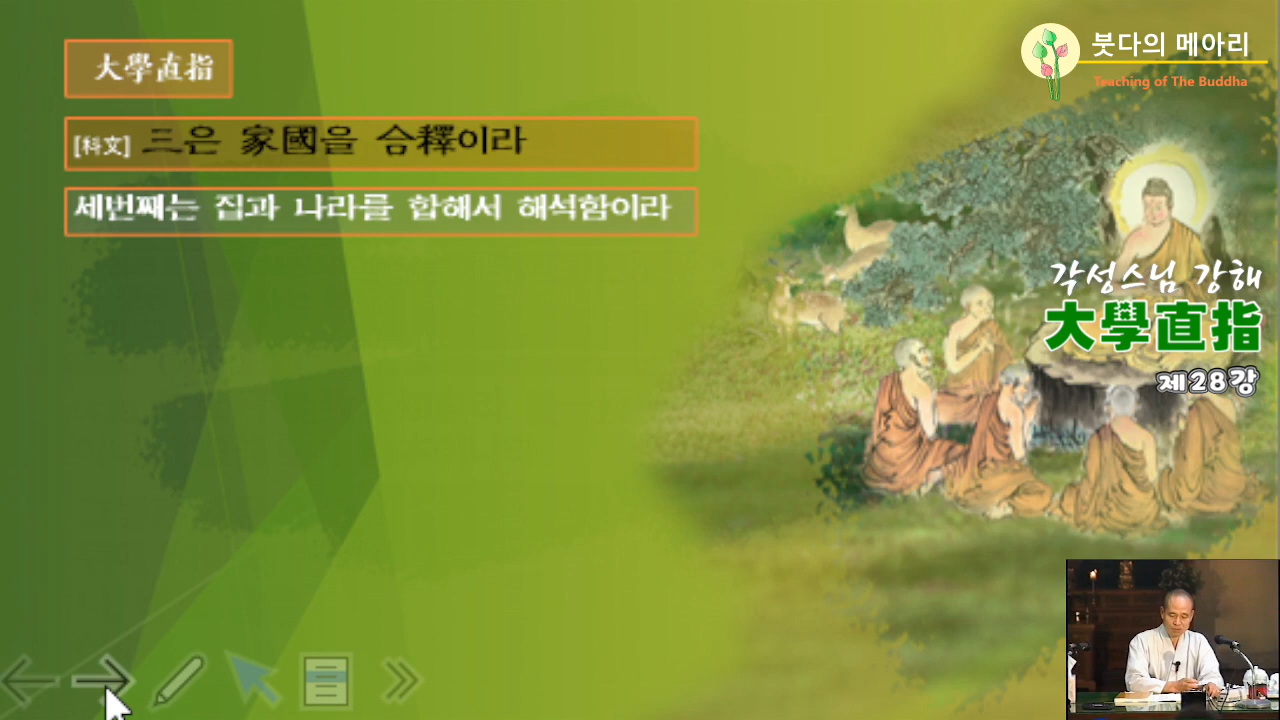 大學直指
[科文] 三은 家國을 合釋이라
세번째는 집과 나라를 합해서 해석함이라
붓다의 메아리
Teaching of The Buddha
각성스님 강해
大學直指
제28강